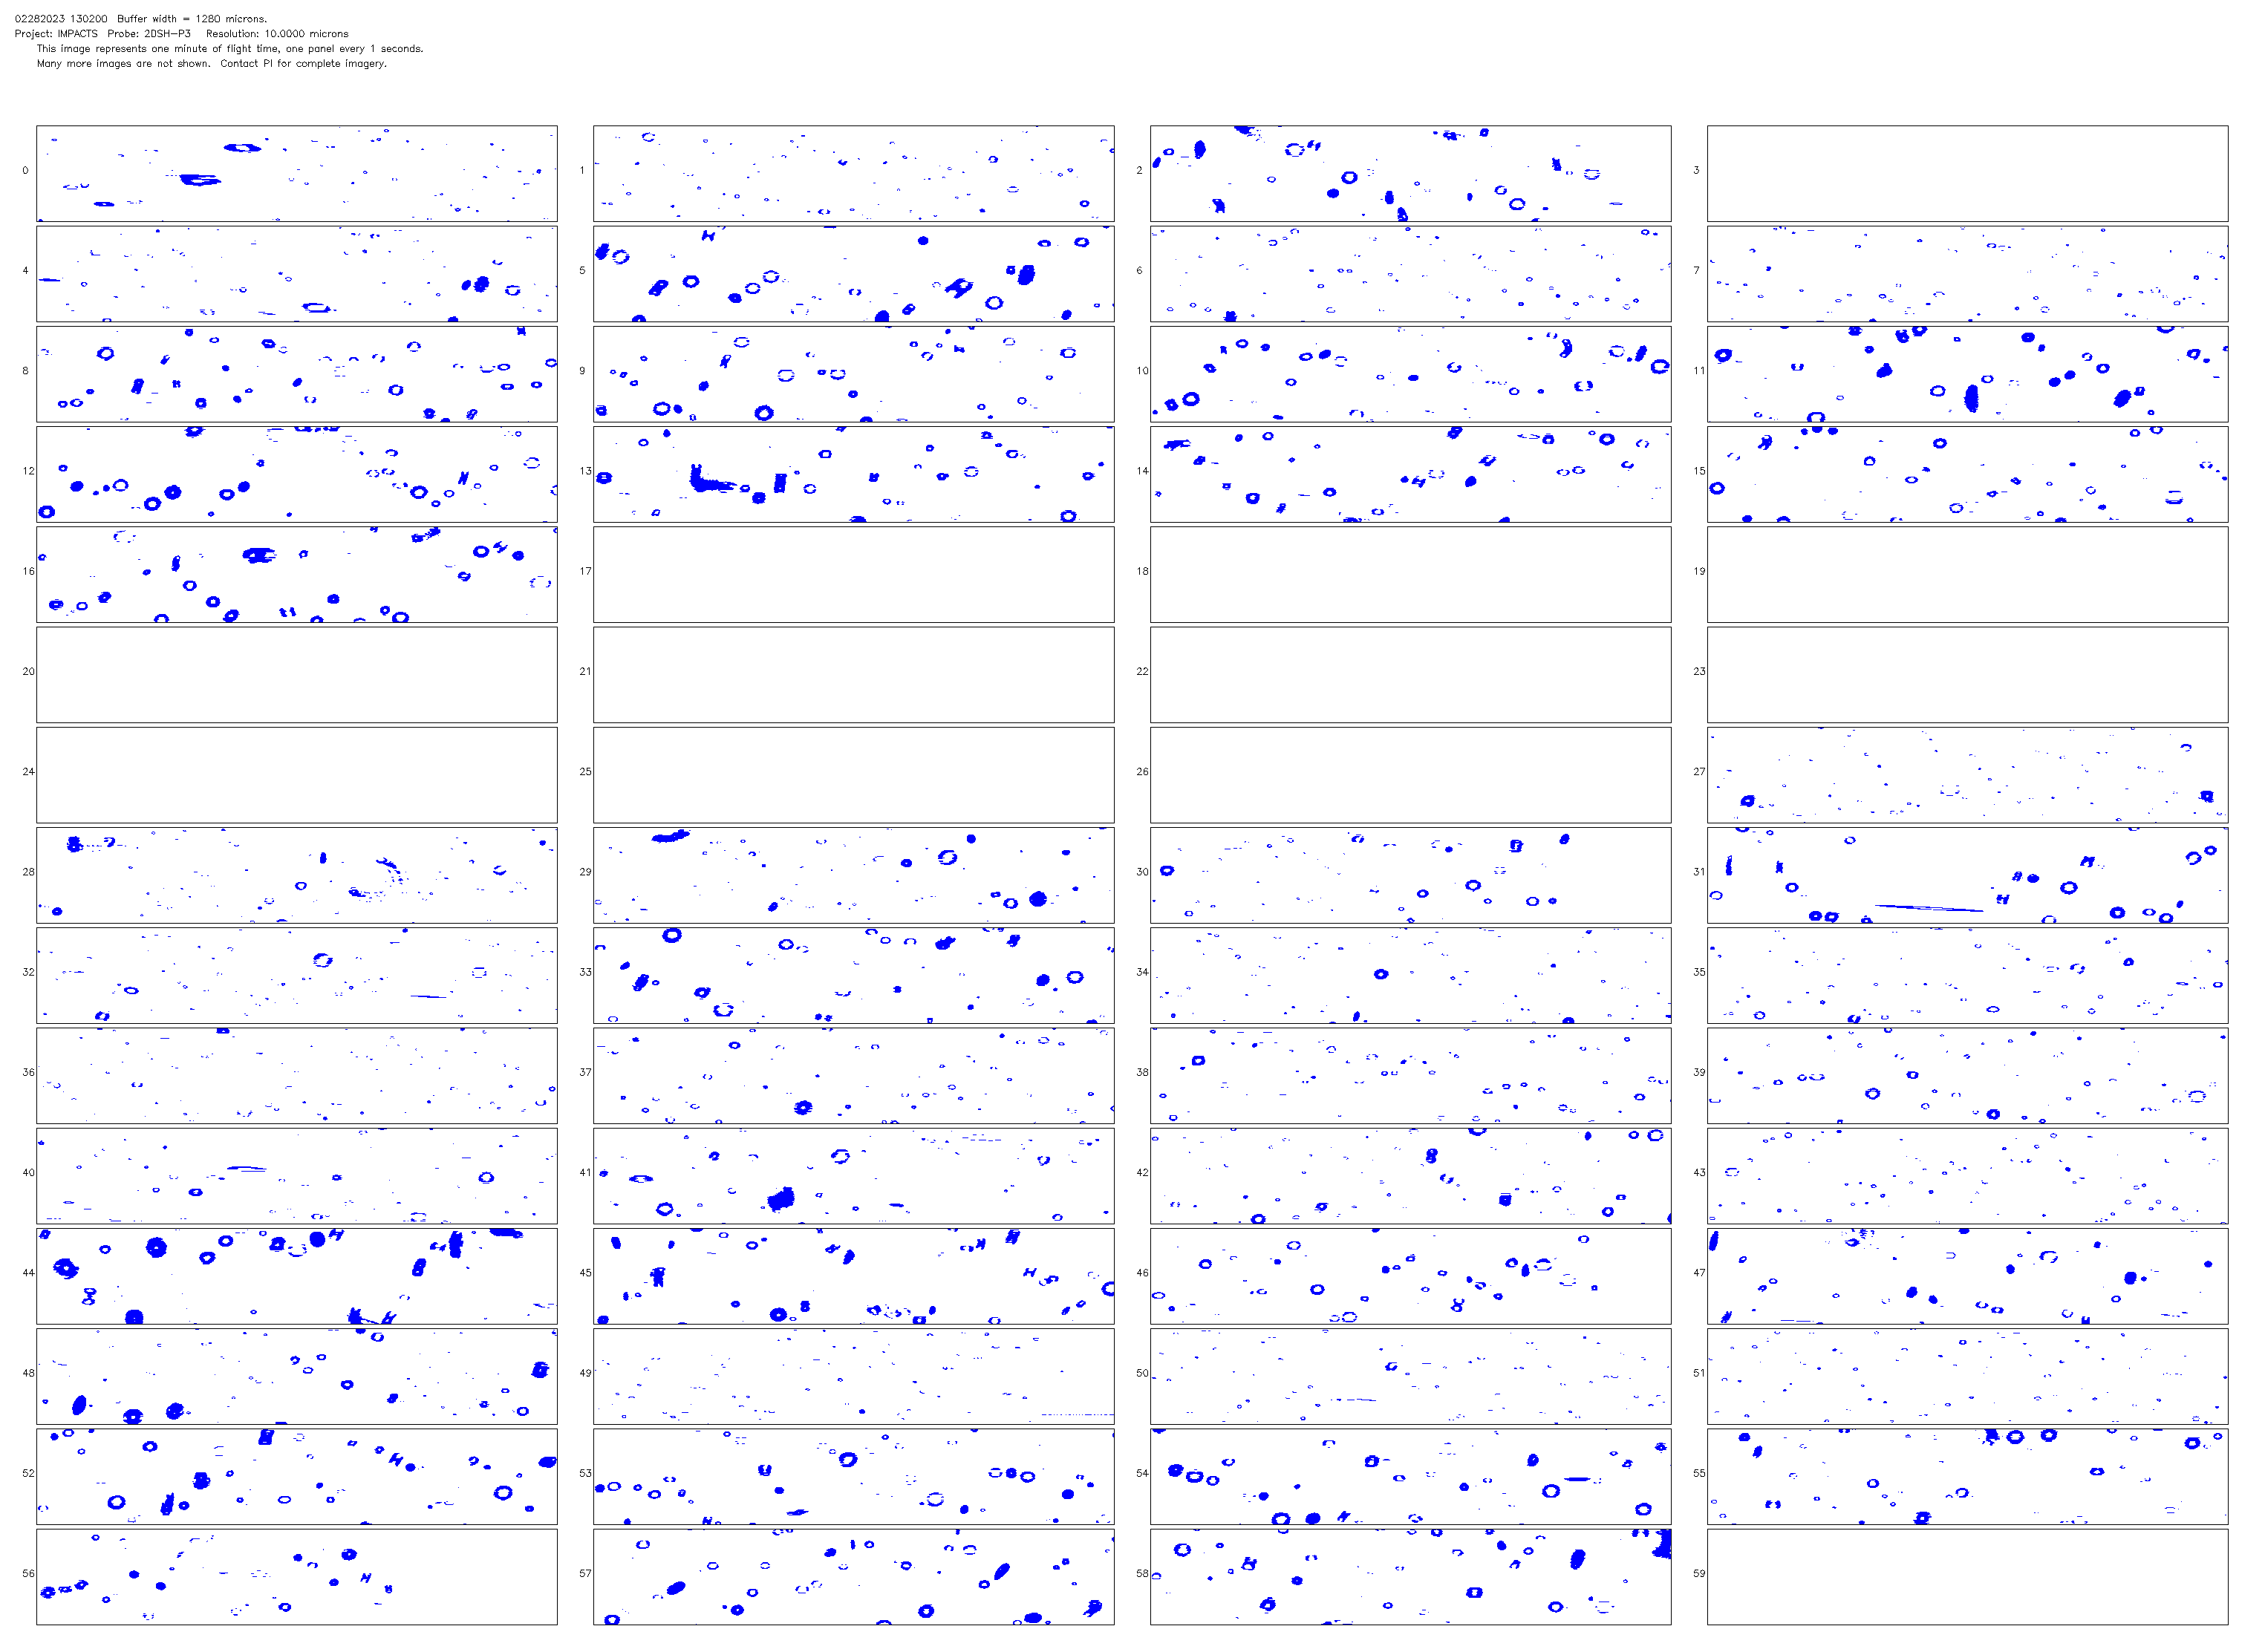 02282023 130200 Buffer width = 1280 microns.
Project: IMPACTS Probe: 2DSH-P3 Resolution: 10.0000 microns
This image represents one minute of flight time, one panel every 1 seconds.
Many more images are not shown. Contact PI for complete imagery.
0 1 2 3
4 5 6 7
8 9 10 11
12 13 14 15
16 17 18 19
20 21 22 23
24 25 26 27
28 29 30 31
32 33 34 35
36 37 38 39
40 41 42 43
44 45 46 47
48 49 50 51
52 53 54 55
56 57 58 59